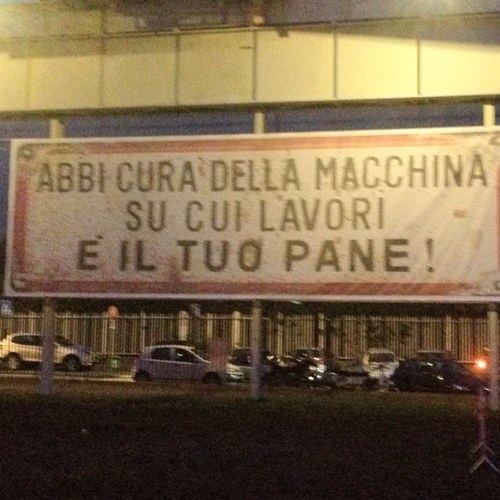 ABBI CURA DELLA MACCHINA
SU CUI LAVORI
E IL TUO PANE!